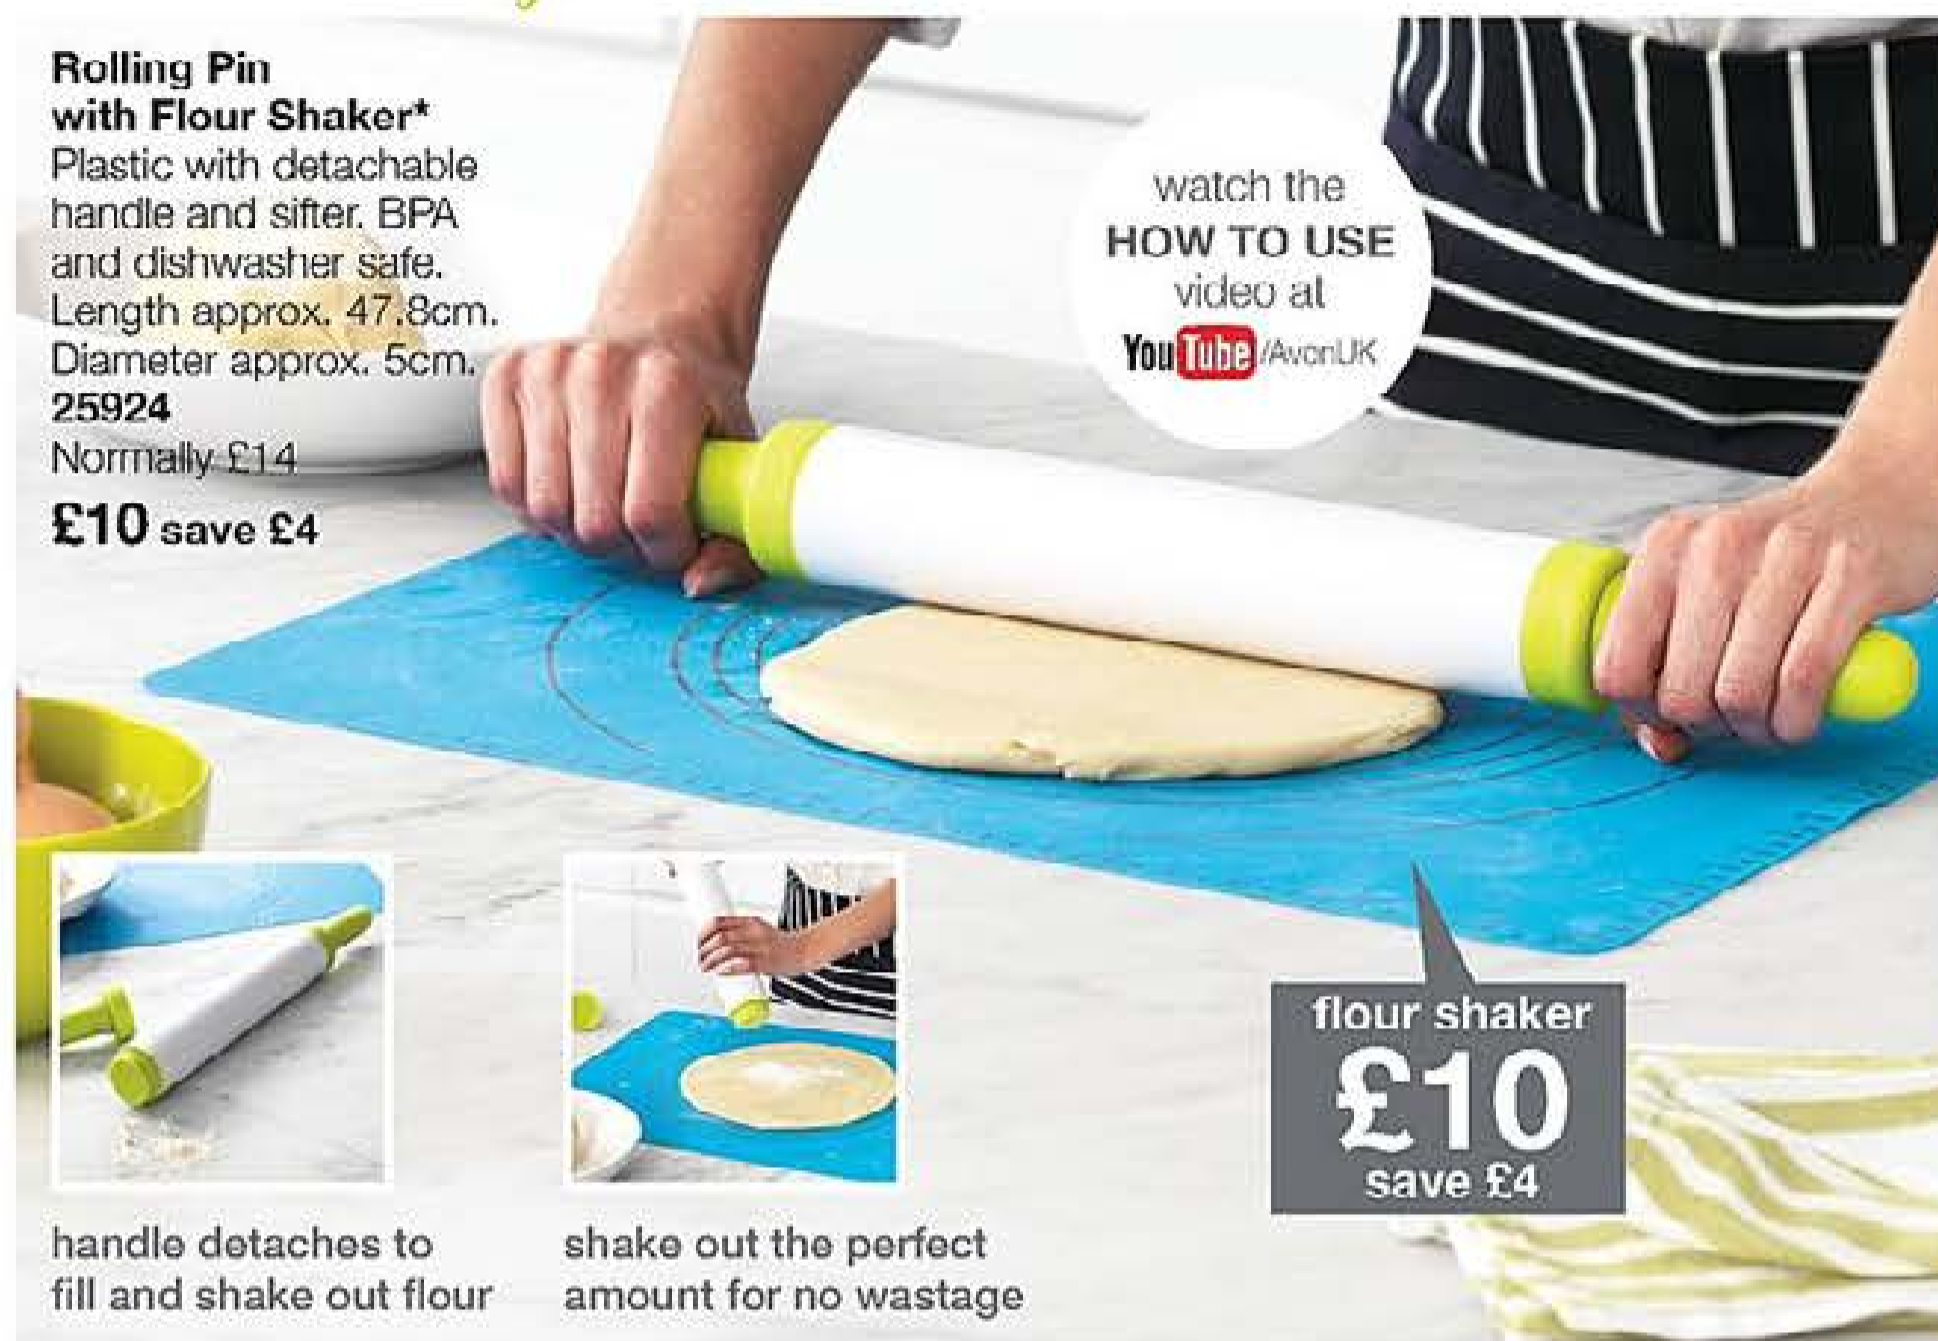 Rolling Pin
with Flour Shaker*
Plastic with detachable
handle and sifter. BPA
and dishwasher safe.
Length approx. 47.8cm.
Diameter approx. 5cm.
25924
Normally £14
£10 save £4
watch the
HOW TO USE
video at
YouTube/AvonUK
flour shaker
£10
save £4
handle detaches to
fill and shake out flour
shake out the perfect
amount for no wastage